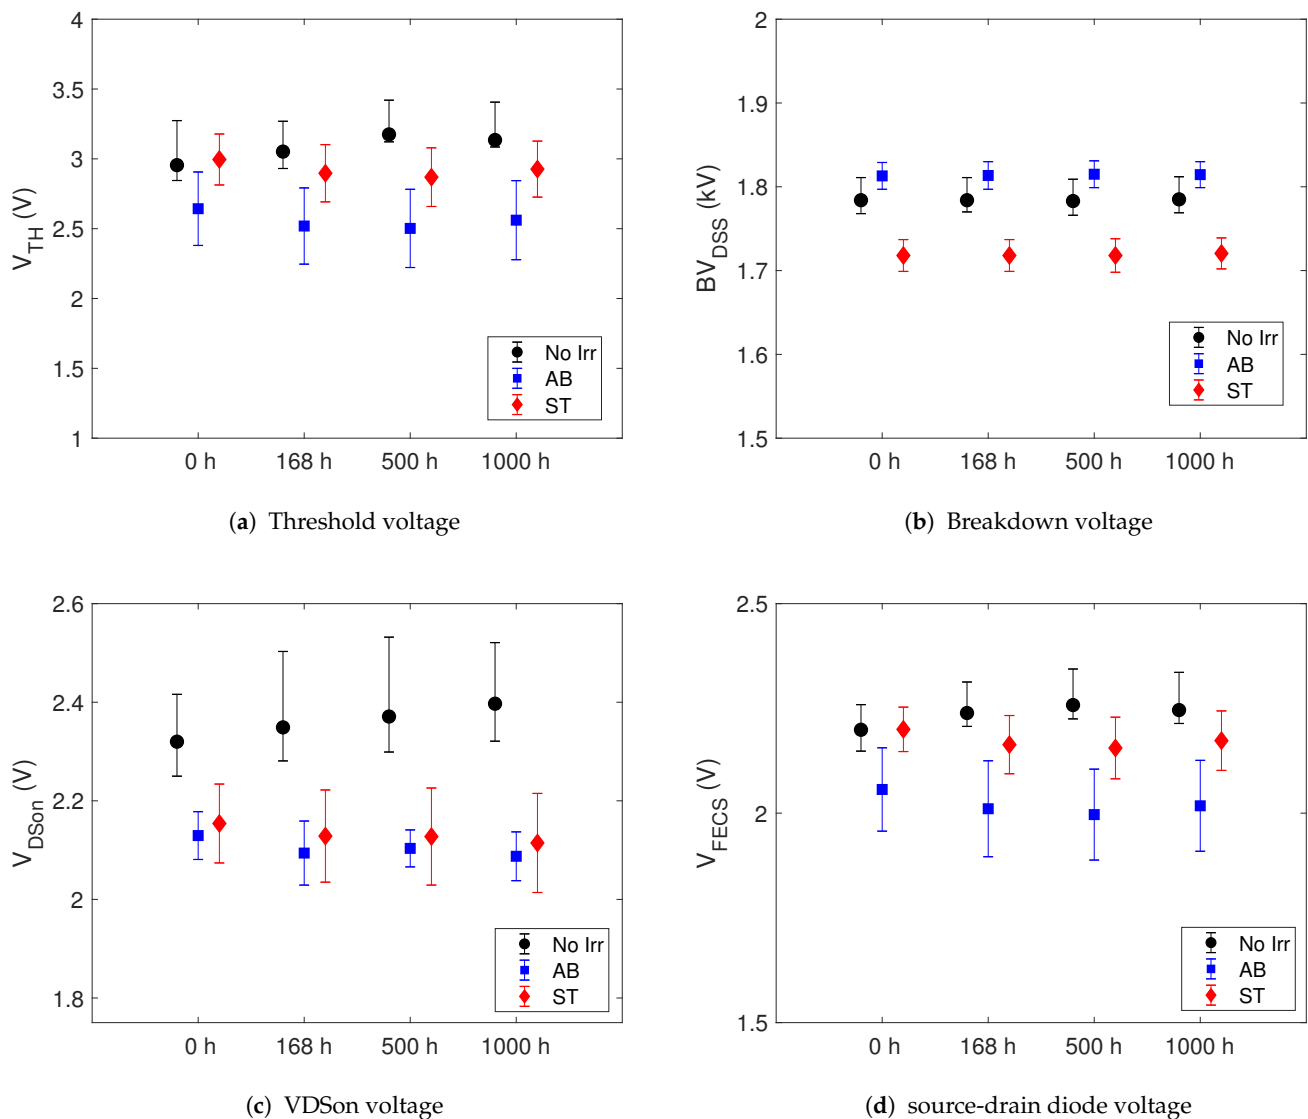 4
3.5
3
2.5
2
1.5
1
V_TH (V)
0 h 168 h 500 h 1000 h
No Irr
AB
ST
(a) Threshold voltage
2
1.9
1.8
1.7
1.6
1.5
BV_DSS (kV)
0 h 168 h 500 h 1000 h
No Irr
AB
ST
(b) Breakdown voltage
2.6
2.4
2.2
2
1.8
V_DSon (V)
0 h 168 h 500 h 1000 h
No Irr
AB
ST
(c) VDSon voltage
2.5
2
1.5
V_FECS (V)
0 h 168 h 500 h 1000 h
No Irr
AB
ST
(d) source-drain diode voltage